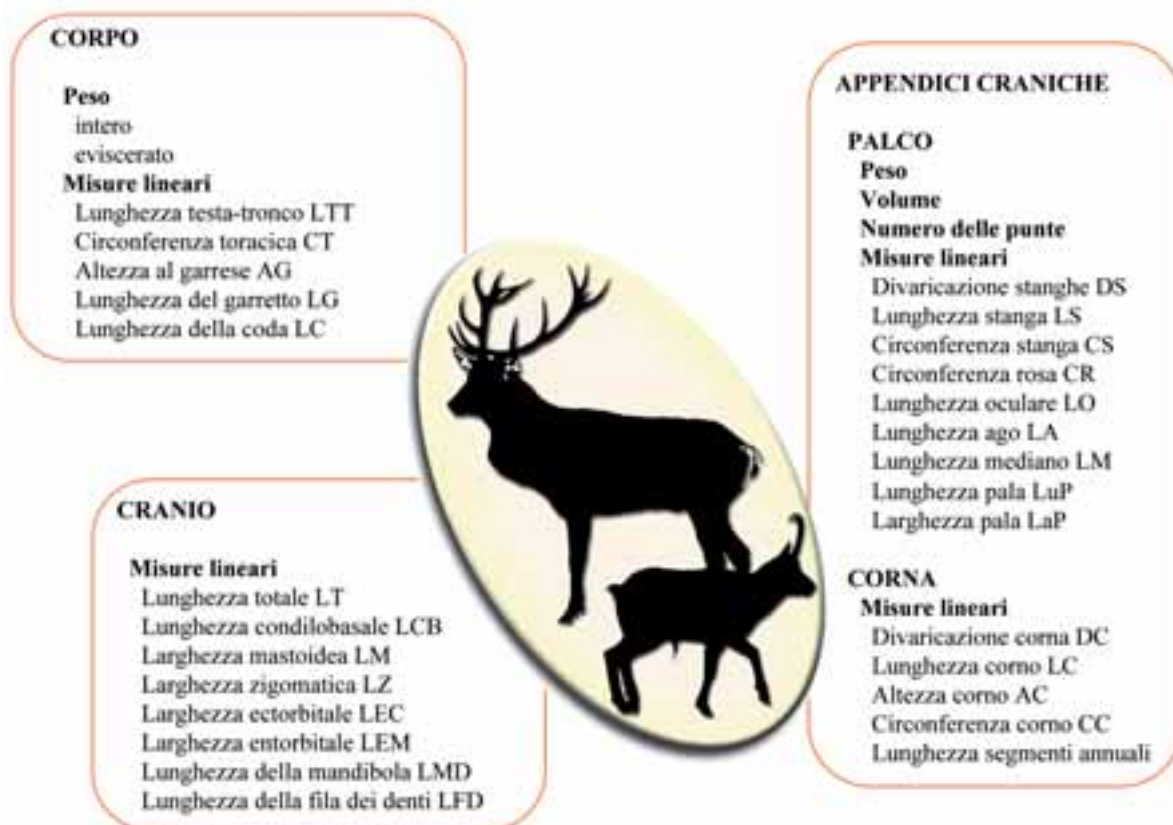 CORPO
Peso
intero
eviscerato
Misure lineari
Lunghezza testa-tronco LTT
Circonferenza toracica CT
Altezza al garrese AG
Lunghezza del garretto LG
Lunghezza della coda LC
CRANIO
Misure lineari
Lunghezza totale LT
Lunghezza condilobasale LCB
Larghezza mastoidea LM
Larghezza zigomatica LZ
Larghezza ectorbitale LEC
Larghezza entorbitale LEM
Lunghezza della mandibola LMD
Lunghezza della fila dei denti LFD
APPENDICI CRANICHE
PALCO
Peso
Volume
Numero delle punte
Misure lineari
Divaricazione stanghe DS
Lunghezza stanga LS
Circonferenza stanga CS
Circonferenza rosa CR
Lunghezza oculare LO
Lunghezza ago LA
Lunghezza mediano LM
Lunghezza pala LuP
Larghezza pala LaP
CORNA
Misure lineari
Divaricazione corna DC
Lunghezza corno LC
Altezza corno AC
Circonferenza corno CC
Lunghezza segmenti annuali